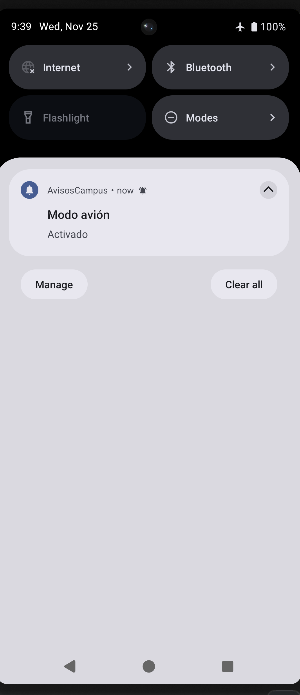 9:39 Wed, Nov 25 100%
Internet
Bluetooth
Flashlight
Modes
AvisosCampus • now
Modo avión
Activado
Manage
Clear all